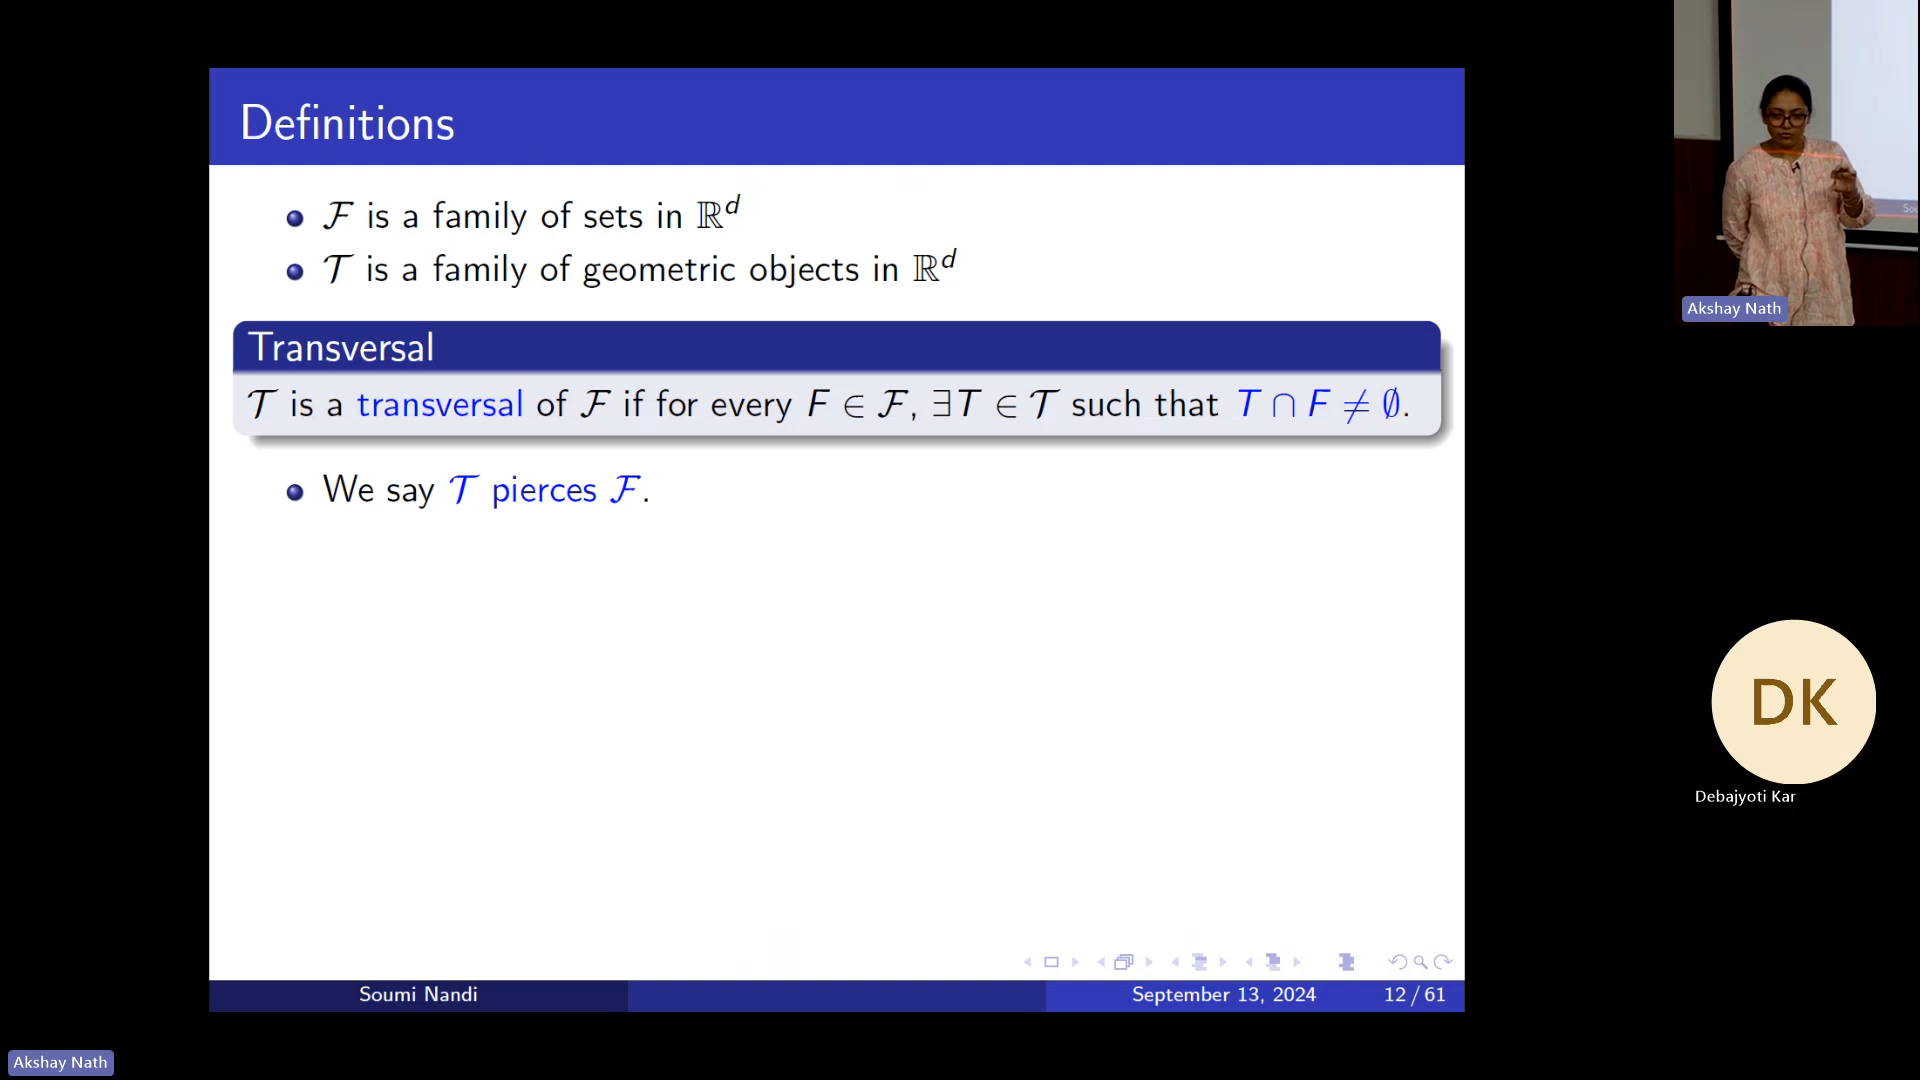 Definitions
𝓕 is a family of sets in ℝᵈ
𝓣 is a family of geometric objects in ℝᵈ
Transversal
𝓣 is a transversal of 𝓕 if for every F ∈ 𝓕, ∃T ∈ 𝓣 such that T ∩ F ≠ ∅.
We say 𝓣 pierces 𝓕.
Soumi Nandi
September 13, 2024
12 / 61
Akshay Nath
Sou
DK
Debajyoti Kar
Akshay Nath